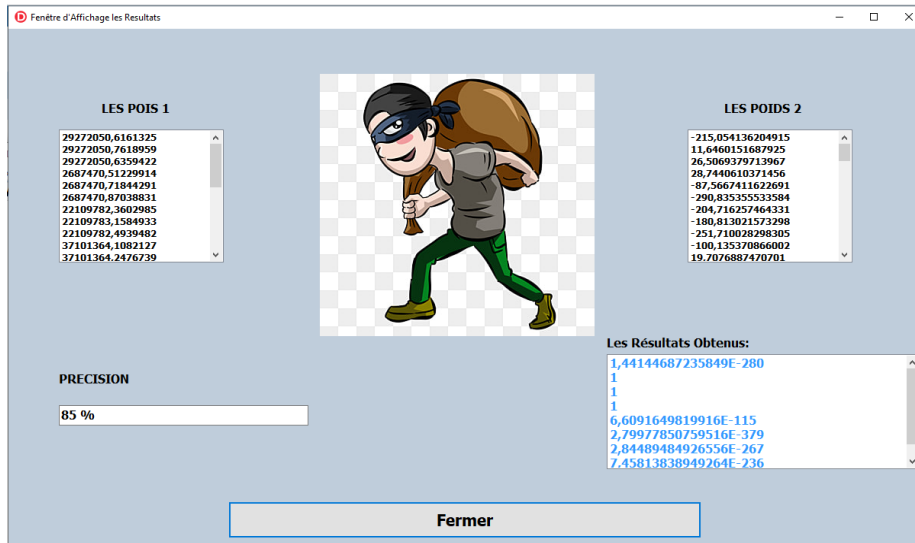 Fenêtre d'Affichage les Resultats
LES POIS 1
29272050,6161325
29272050,7618959
29272050,6359422
2687470,51229914
2687470,71844291
2687470,87038831
22109782,3602985
22109783,1584933
22109782,4939482
37101364,1082127
37101364,2476739
LES POIDS 2
-215,054136204915
11,6460151687925
26,5069379713967
28,7440610371456
-87,5667411622691
-290,835355533584
-204,716257464331
-180,813021573298
-251,710028298305
-100,135370866002
19,7076887470701
PRECISION
85 %
Les Résultats Obtenus:
1,44144687235849E-280
1
1
1
6,6091649819916E-115
2,79977850759516E-379
2,84489484926556E-267
7,45813838949264E-236
Fermer